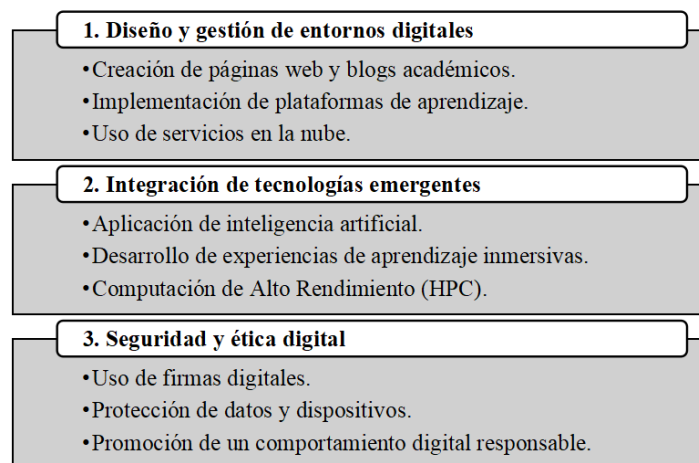 1. Diseño y gestión de entornos digitales
•Creación de páginas web y blogs académicos.
•Implementación de plataformas de aprendizaje.
•Uso de servicios en la nube.
2. Integración de tecnologías emergentes
•Aplicación de inteligencia artificial.
•Desarrollo de experiencias de aprendizaje inmersivas.
•Computación de Alto Rendimiento (HPC).
3. Seguridad y ética digital
•Uso de firmas digitales.
•Protección de datos y dispositivos.
•Promoción de un comportamiento digital responsable.